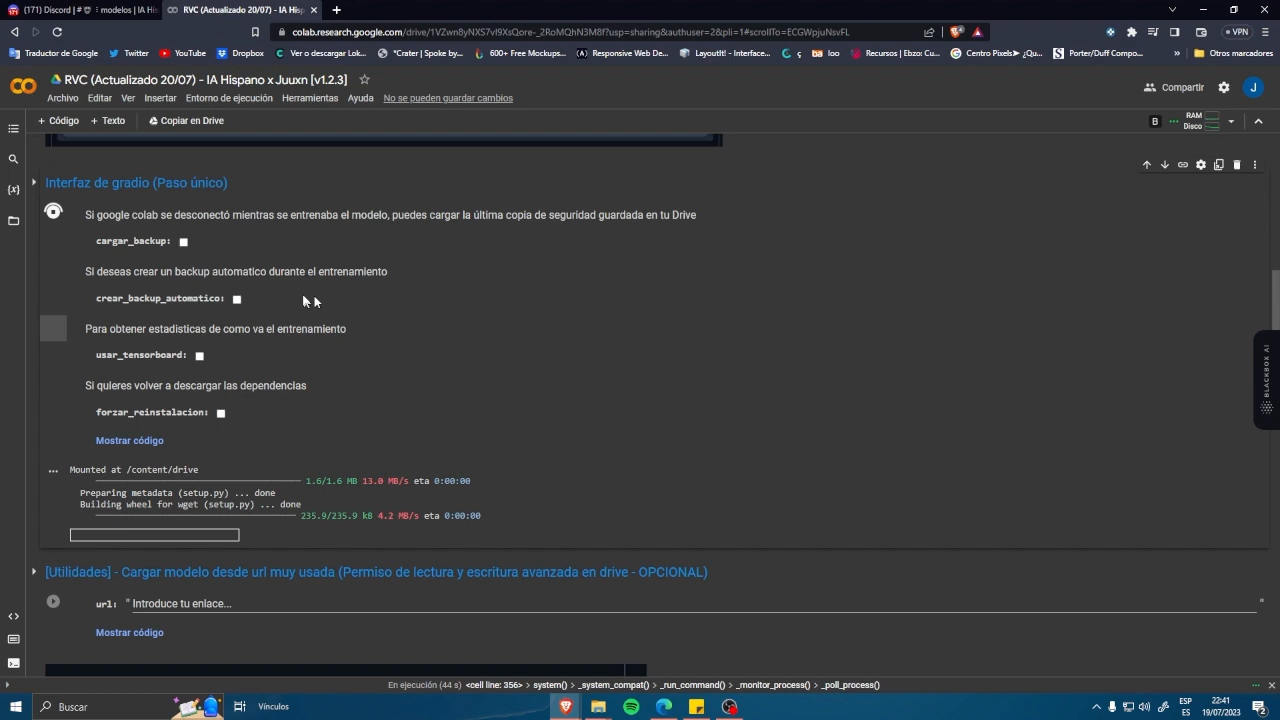 (171) Discord | # modelos | IA His
RVC (Actualizado 20/07) - IA H
colab.research.google.com/drive/1VZwn8yNXS7vI9XsQore-_2RoMQhN3M8f?usp=sharing&authuser=2&pli=1#scrollTo=ECGWpjuNsvFL
VPN
Traductor de Google
Twitter
YouTube
Dropbox
Ver o descargar Lok...
*Crater | Spoke by...
600+ Free Mockups...
Responsive Web De...
LayoutIt! - Interface...
ç
ba
loo
Recursos | Ebzo: Cu...
Centro Pixels➤ ¿Qu...
Porter/Duff Compo...
Otros marcadores
RVC (Actualizado 20/07) - IA Hispano x Juuxn [v1.2.3]
Archivo Editar Ver Insertar Entorno de ejecución Herramientas Ayuda No se pueden guardar cambios
Compartir
J
+ Código + Texto Copiar en Drive
B
RAM
Disco
Interfaz de gradio (Paso único)
Si google colab se desconectó mientras se entrenaba el modelo, puedes cargar la última copia de seguridad guardada en tu Drive
cargar_backup:
Si deseas crear un backup automatico durante el entrenamiento
crear_backup_automatico:
Para obtener estadisticas de como va el entrenamiento
usar_tensorboard:
Si quieres volver a descargar las dependencias
forzar_reinstalacion:
Mostrar código
... Mounted at /content/drive
1.6/1.6 MB 13.0 MB/s eta 0:00:00
Preparing metadata (setup.py) ... done
Building wheel for wget (setup.py) ... done
235.9/235.9 kB 4.2 MB/s eta 0:00:00
[Utilidades] - Cargar modelo desde url muy usada (Permiso de lectura y escritura avanzada en drive - OPCIONAL)
url: " Introduce tu enlace... "
Mostrar código
BLACKBOX AI
En ejecución (44 s) <cell line: 356> system() _system_compat() _run_command() _monitor_process() _poll_process()
Buscar
Vínculos
ESP
ES
22:41
19/07/2023
2